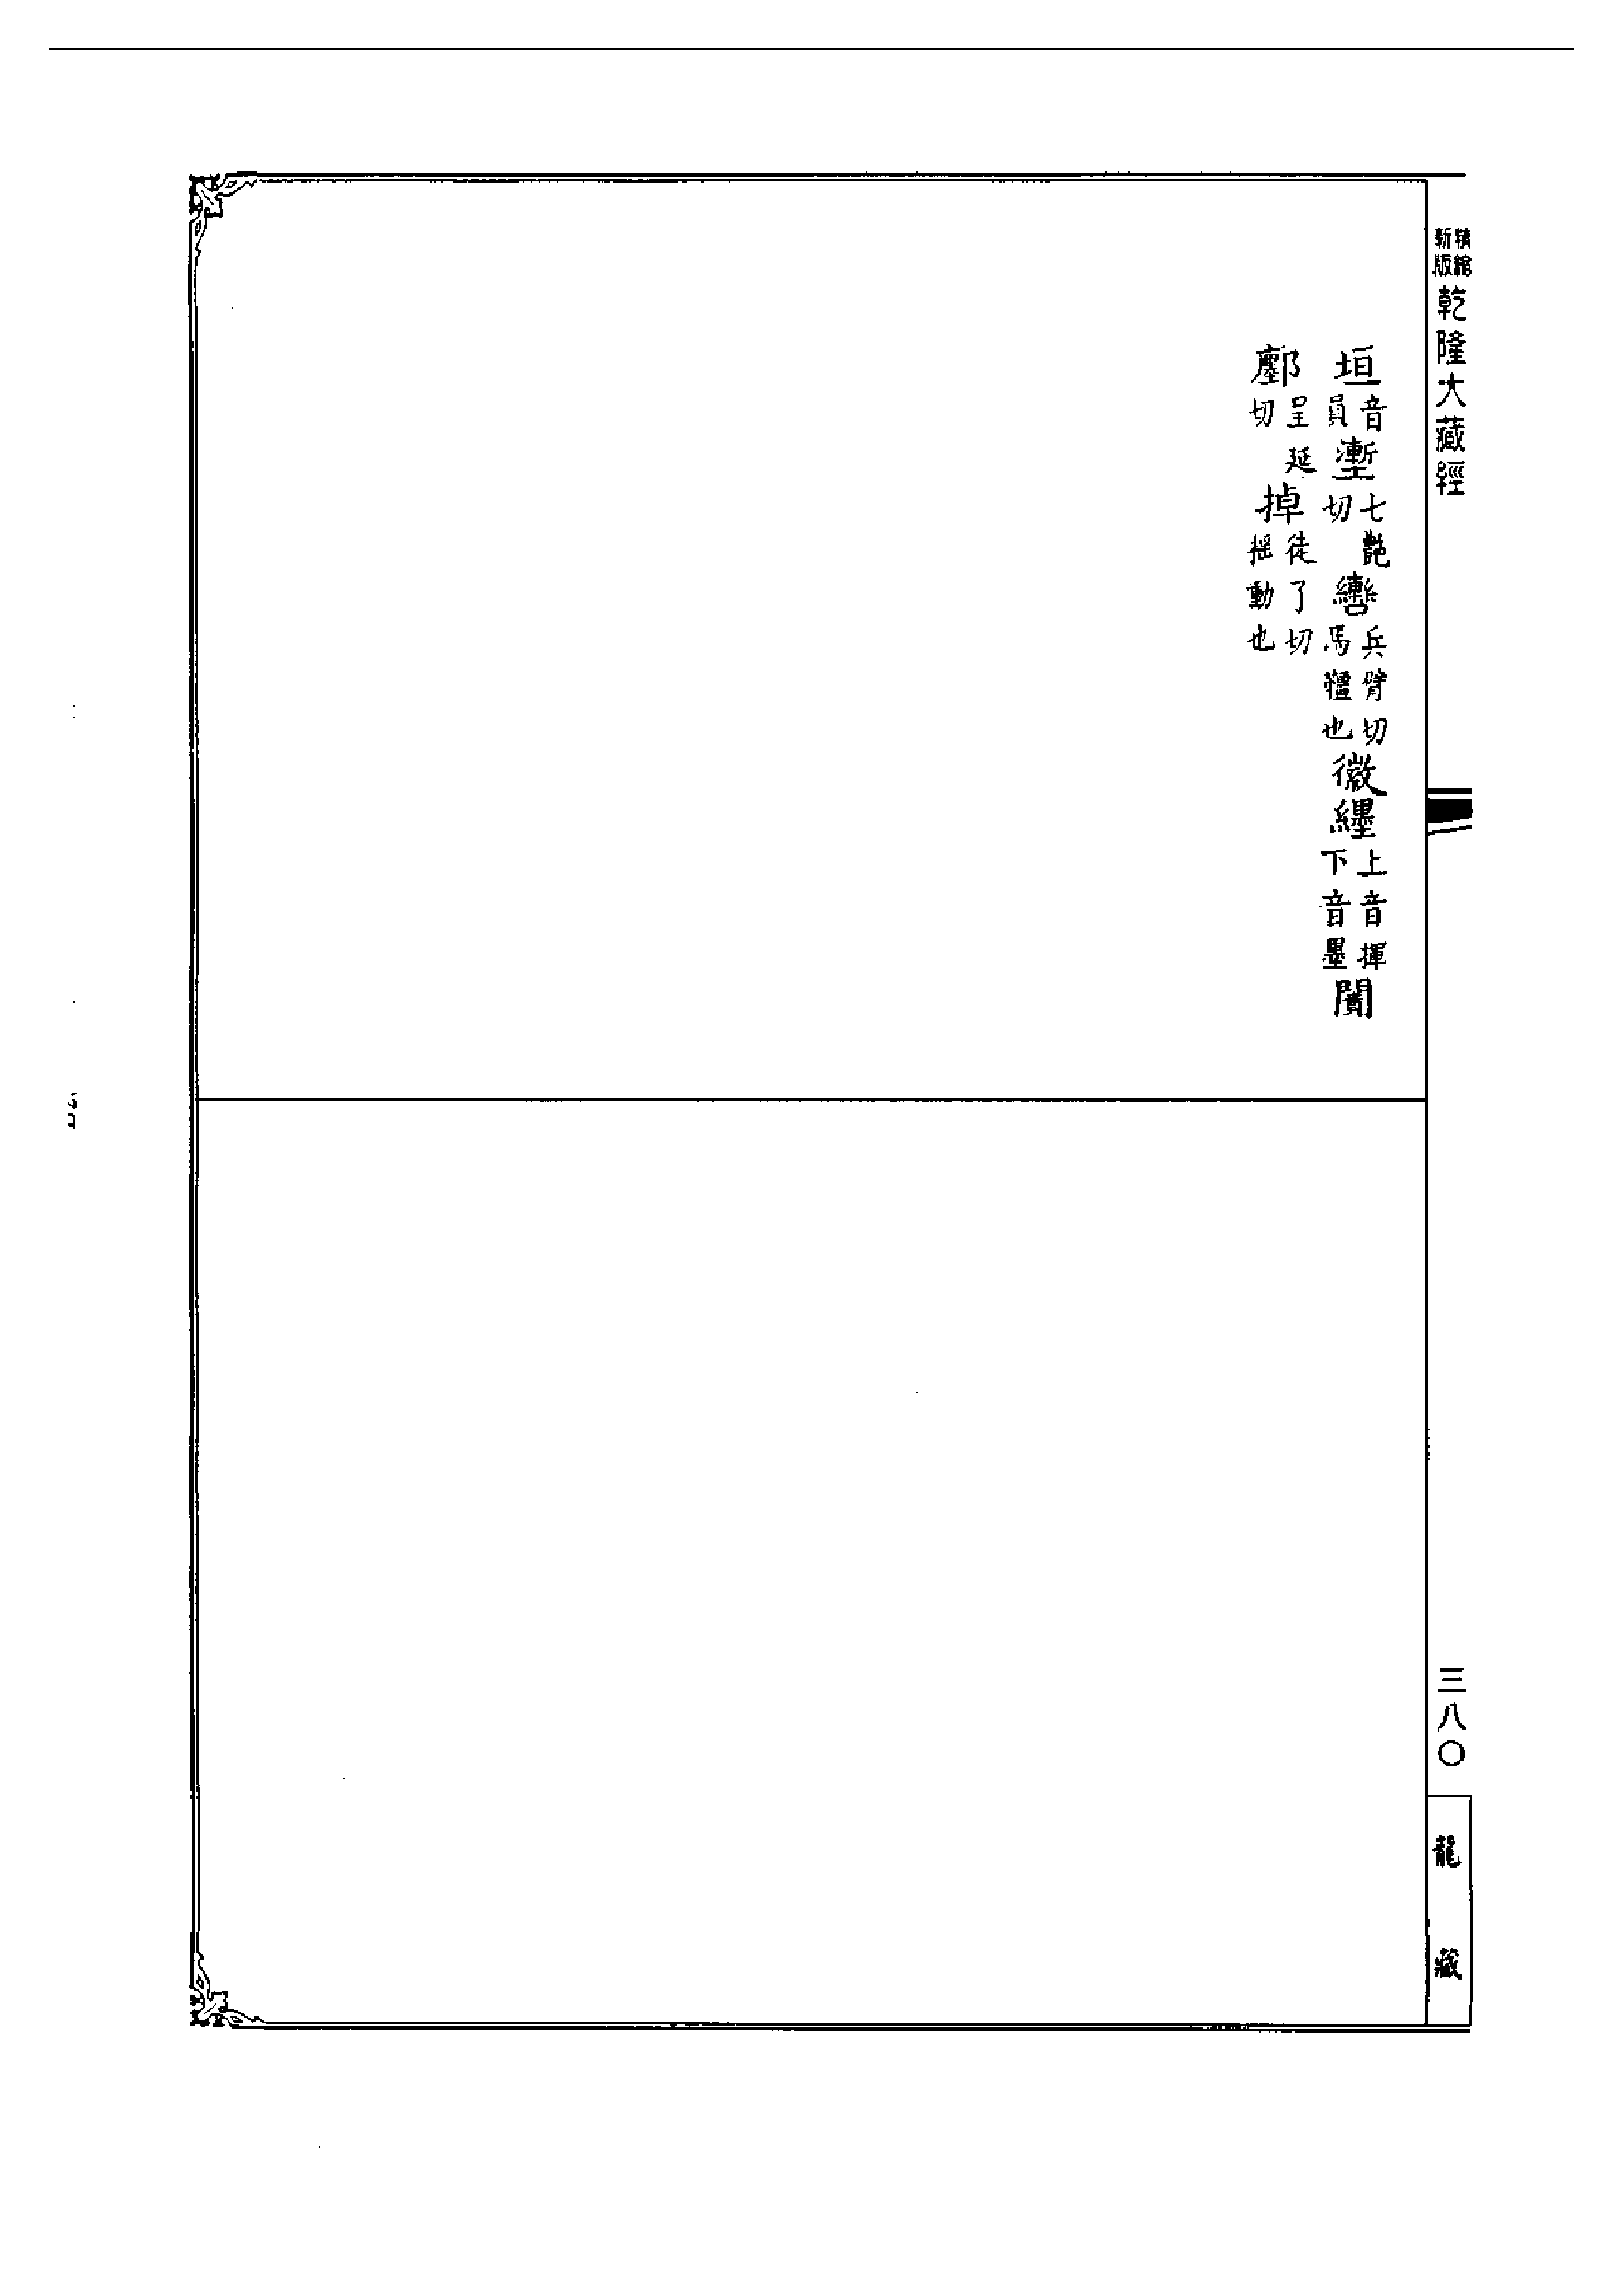 精縮新版乾隆大藏經
垣音員塹七艷切轡兵臂切馬韁也徽纆上音揮下音墨闠
鄽呈延切掉徒了切搖動也
三八〇
龍藏